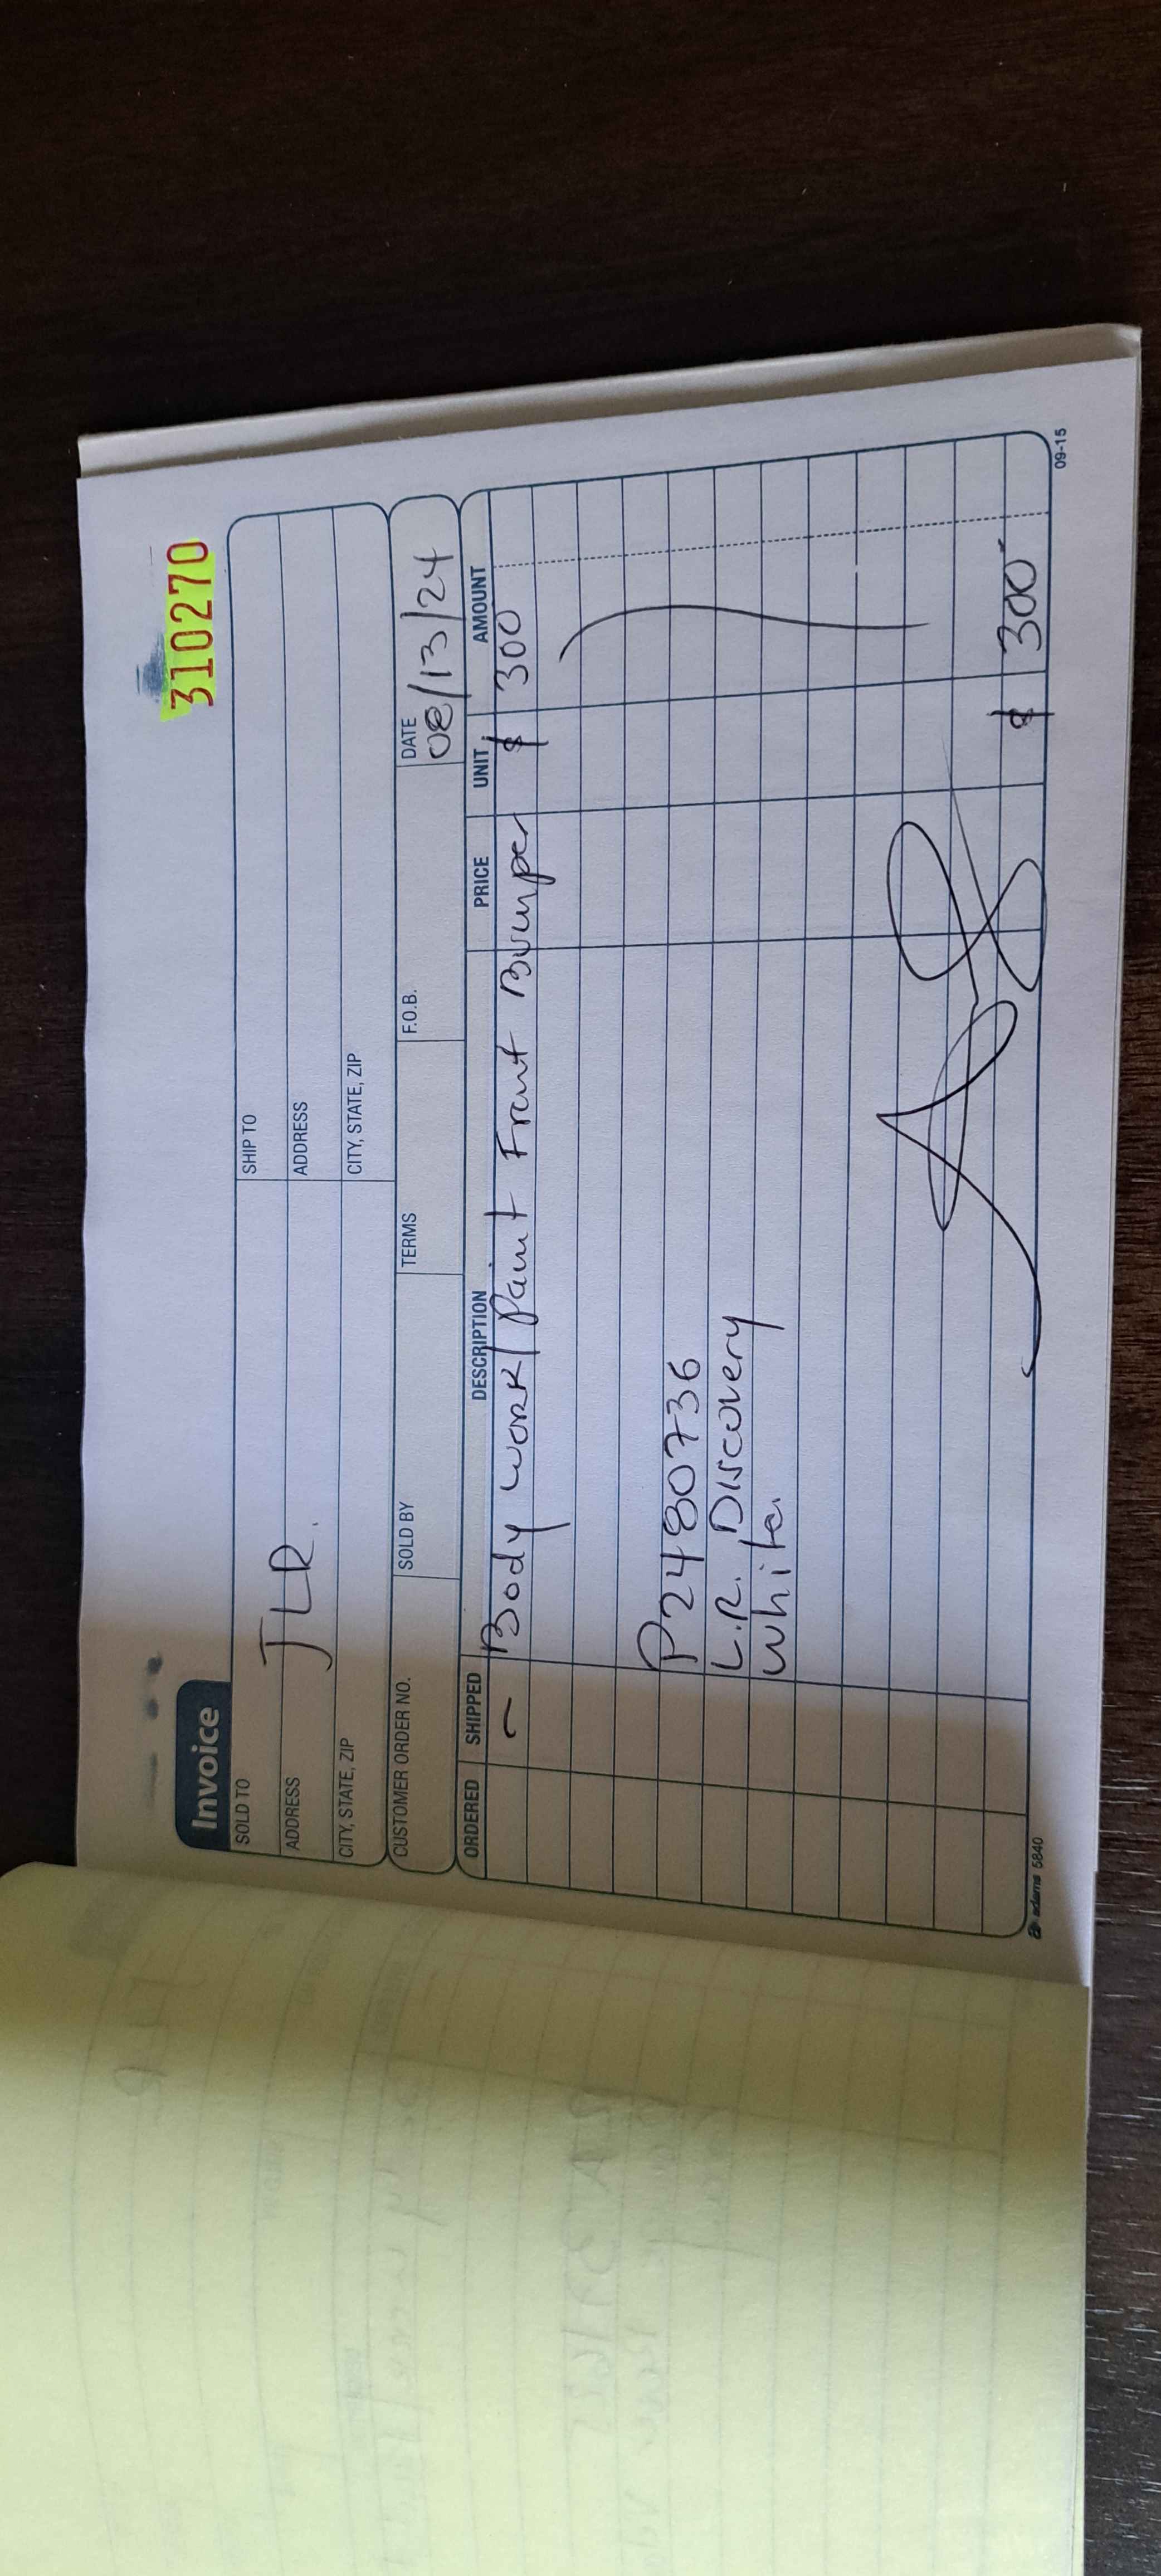 310270
Invoice
SOLD TO
JLR.
SHIP TO
ADDRESS
ADDRESS
CITY, STATE, ZIP
CITY, STATE, ZIP
CUSTOMER ORDER NO.
SOLD BY
TERMS
F.O.B.
DATE
08/13/24
ORDERED SHIPPED DESCRIPTION PRICE UNIT AMOUNT
Body work/Paint Front Bumper $ 300
P2480736
L.R. Discovery
White
$ 300
adams 5840
09-15